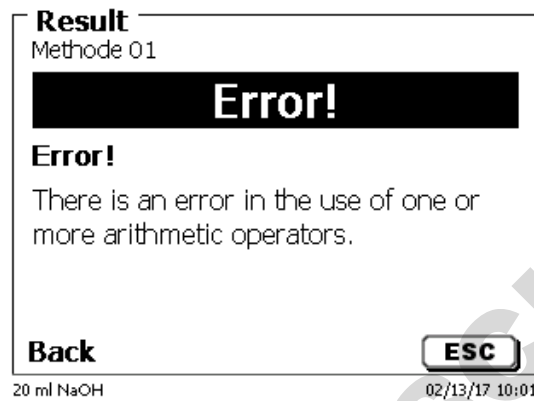 Result
Methode 01
Error!
Error!
There is an error in the use of one or
more arithmetic operators.
Back
ESC
20 ml NaOH
02/13/17 10:01